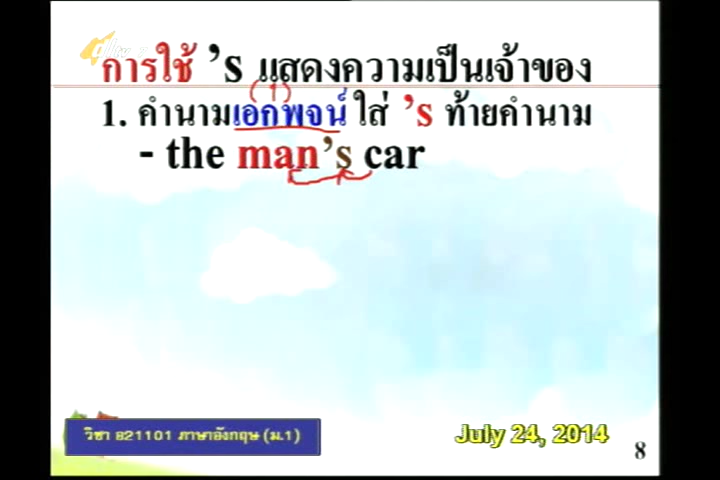 การใช้ 's แสดงความเป็นเจ้าของ
(1)
1. คำนามเอกพจน์ ใส่ 's ท้ายคำนาม
- the man's car
วิชา อ21101 ภาษาอังกฤษ (ม.1)
July 24, 2014
8